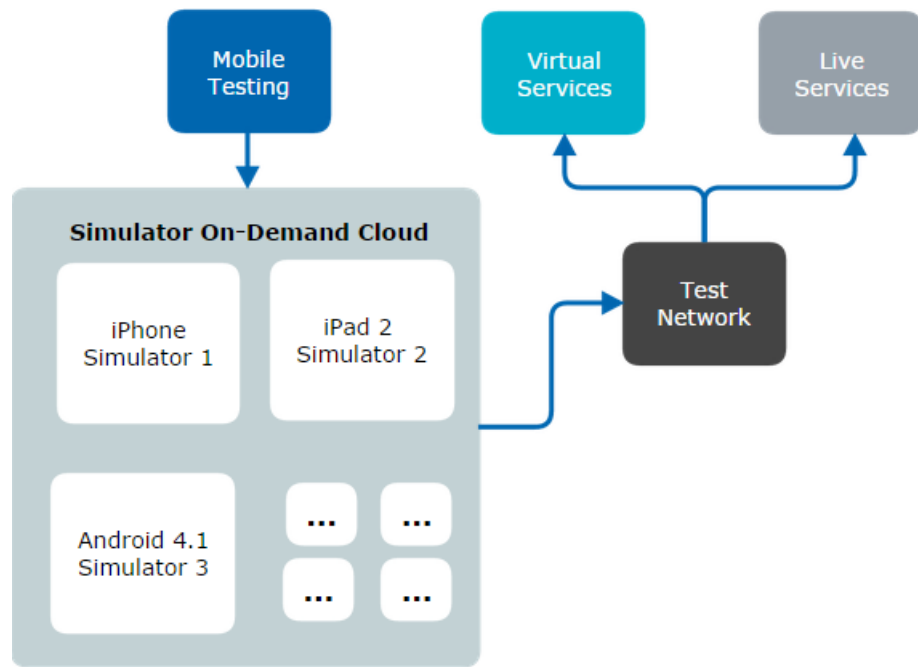 Mobile
Testing
Virtual
Services
Live
Services
Simulator On-Demand Cloud
iPhone
Simulator 1
iPad 2
Simulator 2
Test
Network
Android 4.1
Simulator 3
...
...
...
...